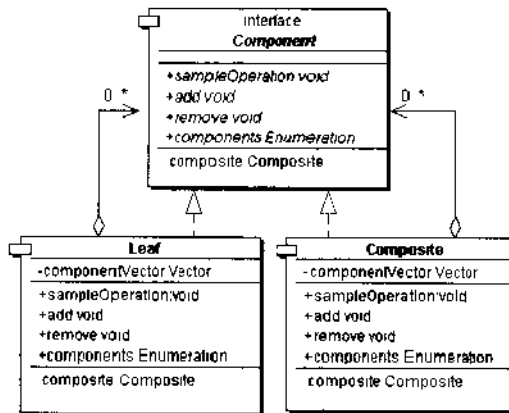 interface
Component
+sampleOperation void
+add void
+remove void
+components Enumeration
composite Composite
0 *
0 *
Leaf
-componentVector Vector
+sampleOperation:void
+add void
+remove void
+components Enumeration
composite Composite
Composite
-componentVector Vector
+sampleOperation:void
+add void
+remove void
+components Enumeration
composite Composite